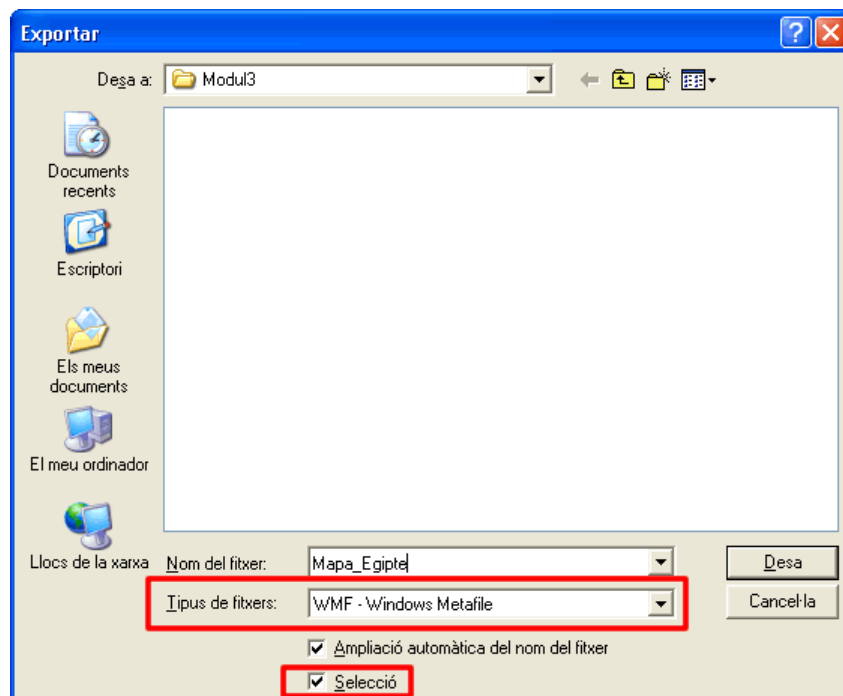 Exportar
Desa a: Modul3
Documents
recents
Escriptori
Els meus
documents
El meu ordinador
Llocs de la xarxa
Nom del fitxer: Mapa_Egipte Desa
Tipus de fitxers: WMF - Windows Metafile Cancel·la
Ampliació automàtica del nom del fitxer
Selecció